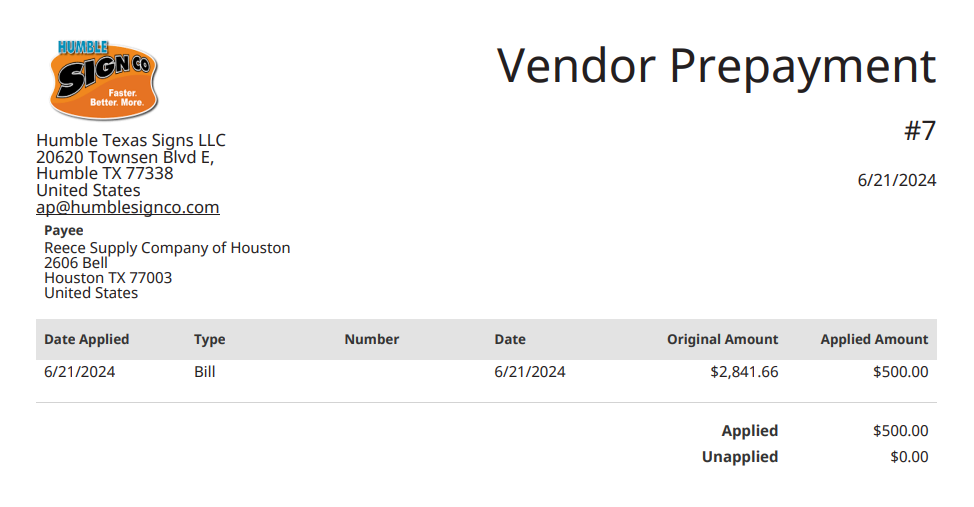 HUMBLE
SIGN CO
Faster.
Better. More.
Vendor Prepayment
#7
6/21/2024
Humble Texas Signs LLC
20620 Townsen Blvd E,
Humble TX 77338
United States
ap@humblesignco.com
Payee
Reece Supply Company of Houston
2606 Bell
Houston TX 77003
United States
Date Applied Type Number Date Original Amount Applied Amount
6/21/2024 Bill 6/21/2024 $2,841.66 $500.00
Applied $500.00
Unapplied $0.00